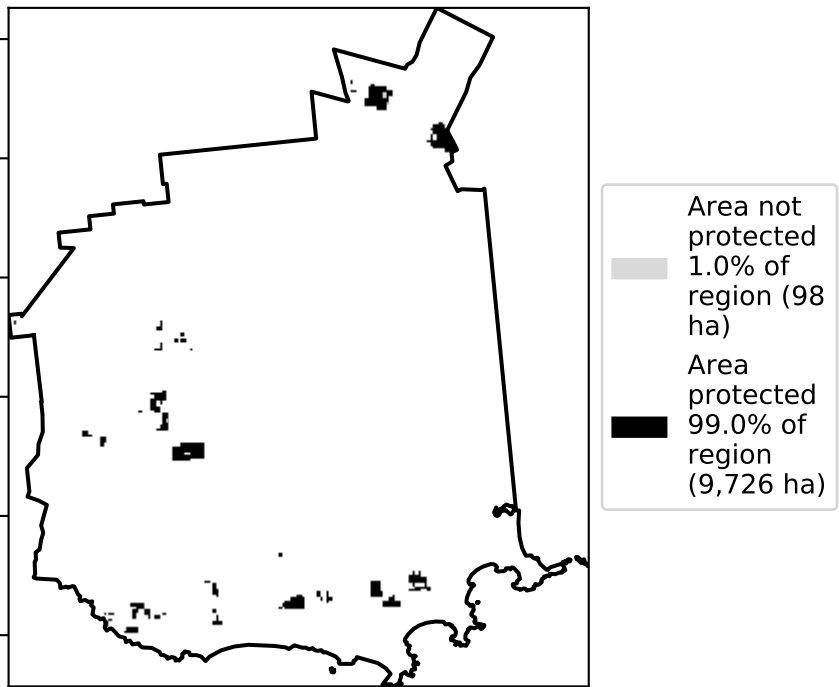 Area not
protected
1.0% of
region (98
ha)
Area
protected
99.0% of
region
(9,726 ha)